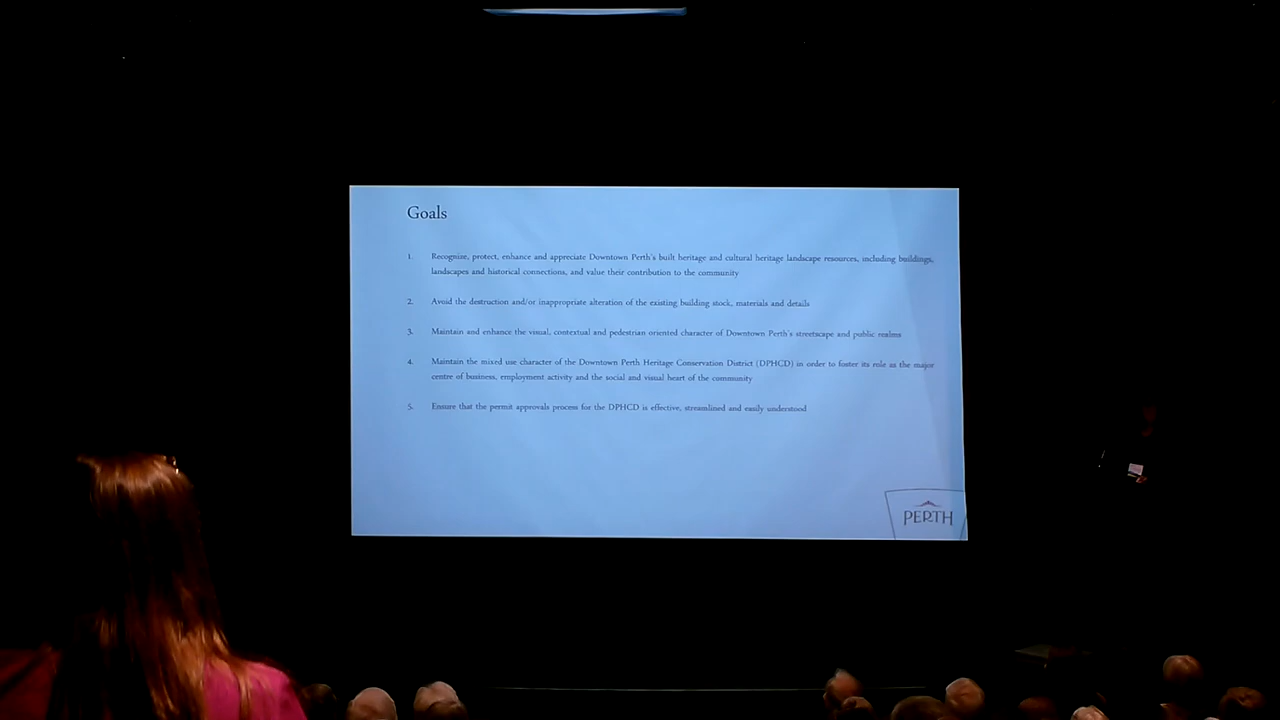 Goals
1. Recognize, protect, enhance and appreciate Downtown Perth's built heritage and cultural heritage landscape resources, including buildings,
landscapes and historical connections, and value their contribution to the community
2. Avoid the destruction and/or inappropriate alteration of the existing building stock, materials and details
3. Maintain and enhance the visual, contextual and pedestrian oriented character of Downtown Perth's streetscape and public realms
4. Maintain the mixed use character of the Downtown Perth Heritage Conservation District (DPHCD) in order to foster its role as the major
centre of business, employment activity and the social and visual heart of the community
5. Ensure that the permit approvals process for the DPHCD is effective, streamlined and easily understood
PERTH